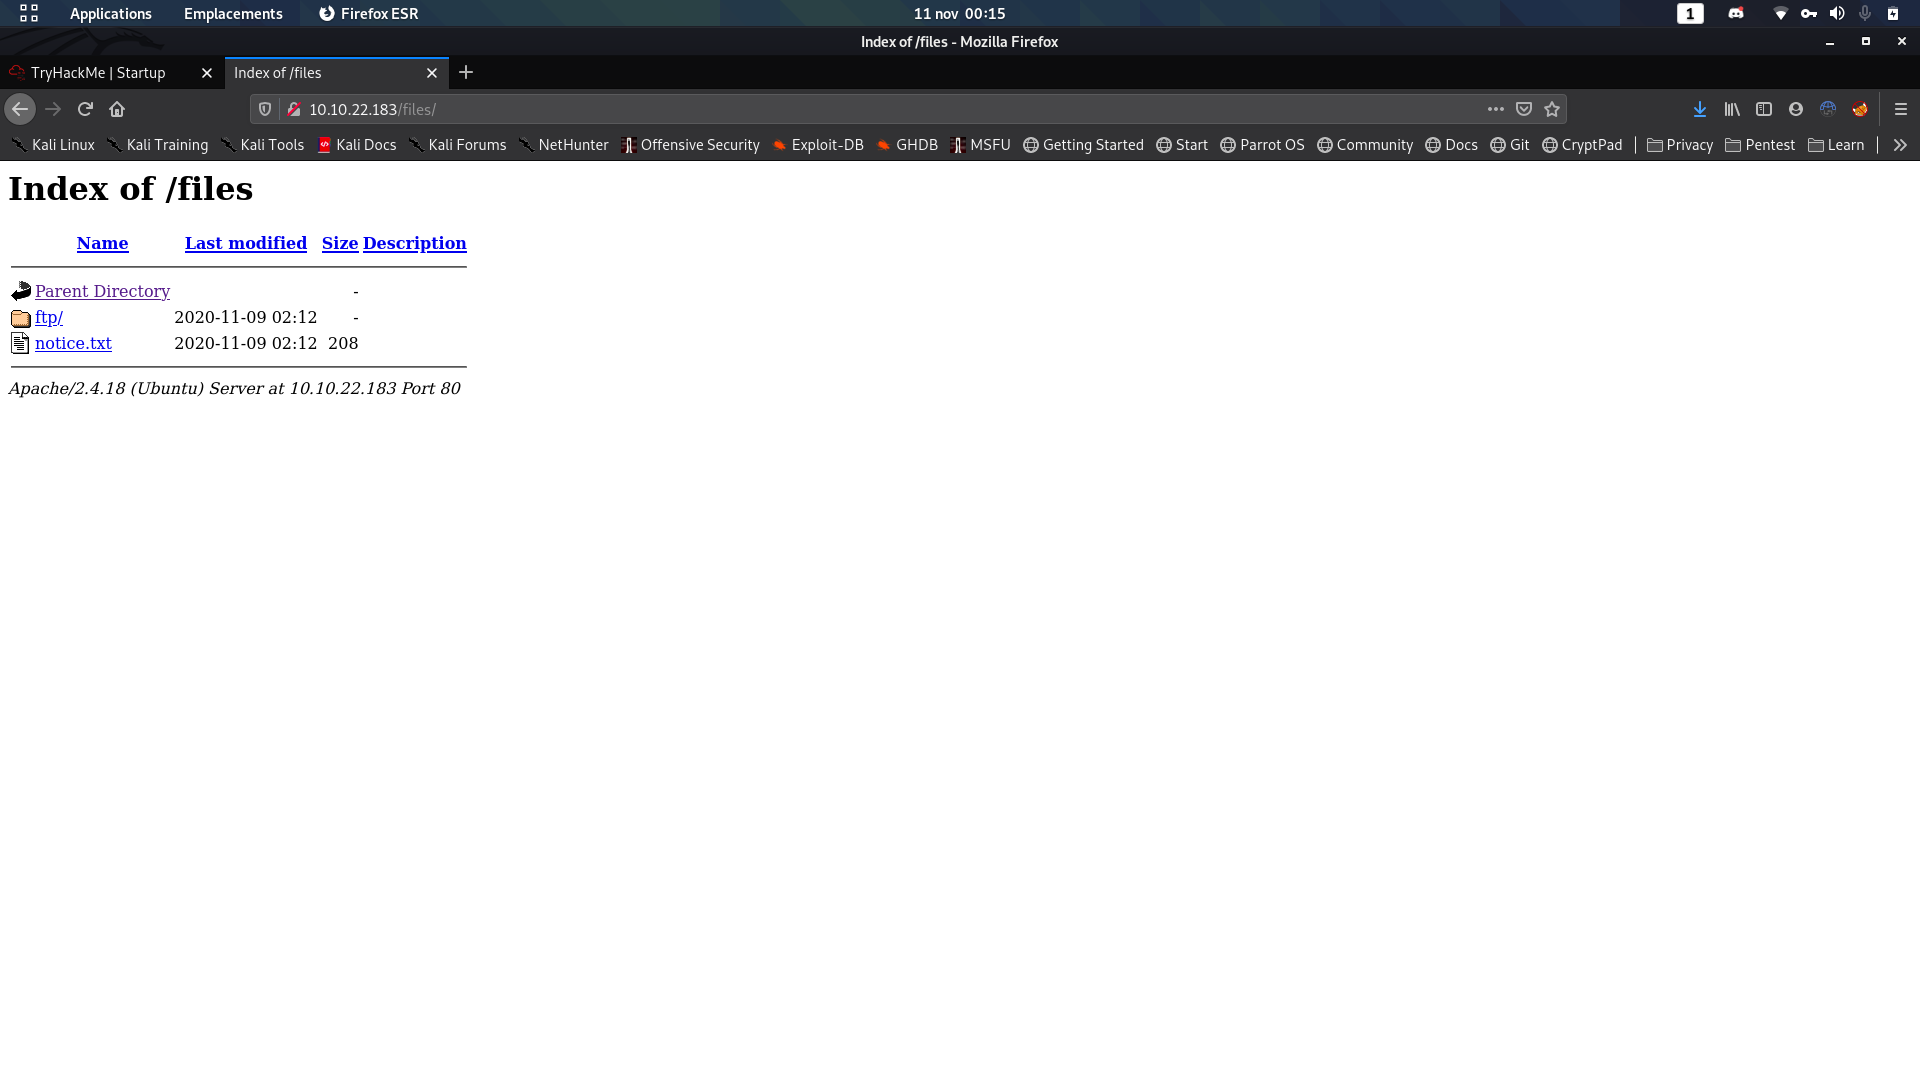 Applications Emplacements Firefox ESR 11 nov 00:15 1
Index of /files - Mozilla Firefox
TryHackMe | Startup Index of /files
10.10.22.183/files/
Kali Linux Kali Training Kali Tools Kali Docs Kali Forums NetHunter Offensive Security Exploit-DB GHDB MSFU Getting Started Start Parrot OS Community Docs Git CryptPad Privacy Pentest Learn
Index of /files
Name Last modified Size Description
Parent Directory -
ftp/ 2020-11-09 02:12 -
notice.txt 2020-11-09 02:12 208
Apache/2.4.18 (Ubuntu) Server at 10.10.22.183 Port 80